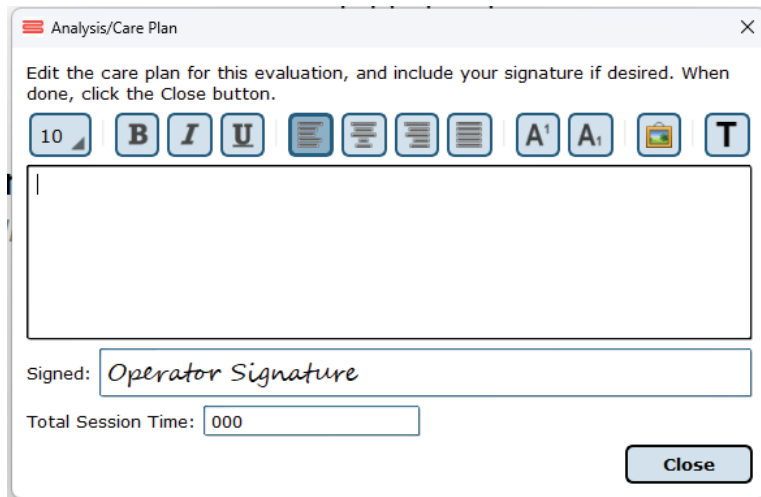 Analysis/Care Plan
Edit the care plan for this evaluation, and include your signature if desired. When
done, click the Close button.
10 B I U A¹ A₁ T
Signed: Operator Signature
Total Session Time: 000
Close